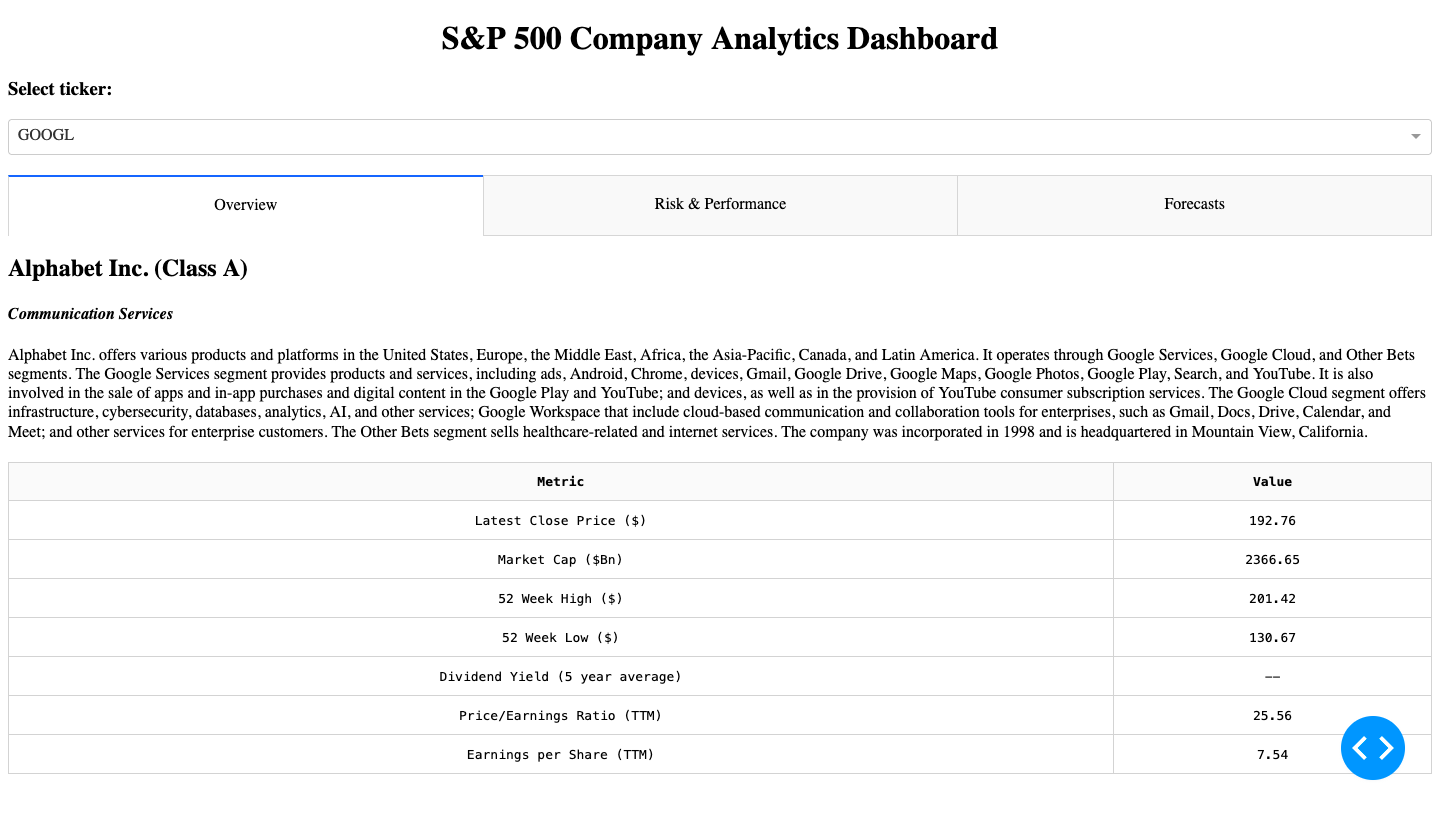 S&P 500 Company Analytics Dashboard
Select ticker:
GOOGL
Overview
Risk & Performance
Forecasts
Alphabet Inc. (Class A)
Communication Services
Alphabet Inc. offers various products and platforms in the United States, Europe, the Middle East, Africa, the Asia-Pacific, Canada, and Latin America. It operates through Google Services, Google Cloud, and Other Bets
segments. The Google Services segment provides products and services, including ads, Android, Chrome, devices, Gmail, Google Drive, Google Maps, Google Photos, Google Play, Search, and YouTube. It is also
involved in the sale of apps and in-app purchases and digital content in the Google Play and YouTube; and devices, as well as in the provision of YouTube consumer subscription services. The Google Cloud segment offers
infrastructure, cybersecurity, databases, analytics, AI, and other services; Google Workspace that include cloud-based communication and collaboration tools for enterprises, such as Gmail, Docs, Drive, Calendar, and
Meet; and other services for enterprise customers. The Other Bets segment sells healthcare-related and internet services. The company was incorporated in 1998 and is headquartered in Mountain View, California.
Metric Value
Latest Close Price ($) 192.76
Market Cap ($Bn) 2366.65
52 Week High ($) 201.42
52 Week Low ($) 130.67
Dividend Yield (5 year average) --
Price/Earnings Ratio (TTM) 25.56
Earnings per Share (TTM) 7.54